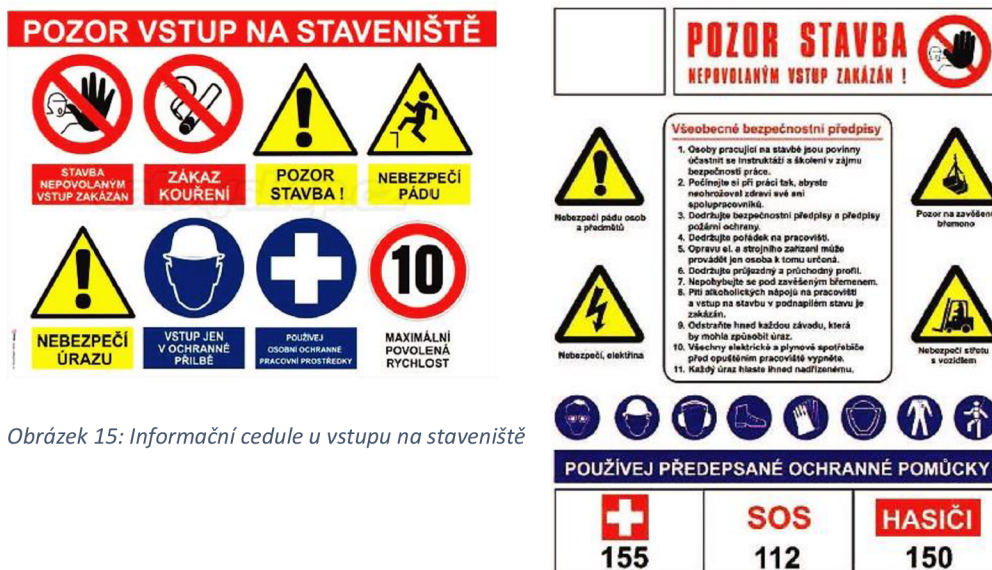 POZOR VSTUP NA STAVENIŠTĚ
STAVBA
NEPOVOLANÝM
VSTUP ZAKÁZÁN
ZÁKAZ
KOUŘENÍ
POZOR
STAVBA !
NEBEZPEČÍ
PÁDU
NEBEZPEČÍ
ÚRAZU
VSTUP JEN
V OCHRANNÉ
PŘILBĚ
POUŽÍVEJ
OSOBNÍ OCHRANNÉ
PRACOVNÍ PROSTŘEDKY
10
MAXIMÁLNÍ
POVOLENÁ
RYCHLOST
Obrázek 15: Informační cedule u vstupu na staveniště
POZOR STAVBA
NEPOVOLANÝM VSTUP ZAKÁZÁN !
Nebezpečí pádu osob
a předmětů
Nebezpečí, elektřina
Všeobecné bezpečnostní předpisy
1. Osoby pracující na stavbě jsou povinny
účastnit se instruktáží a školení v zájmu
bezpečnosti práce.
2. Počínejte si při práci tak, abyste
neohrožoval zdraví své ani
spolupracovníků.
3. Dodržujte bezpečnostní předpisy a předpisy
požární ochrany.
4. Dodržujte pořádek na pracovišti.
5. Opravu el. a strojního zařízení může
provádět jen osoba k tomu určená.
6. Dodržujte průjezdný a průchodný profil.
7. Nepohybujte se pod zavěšeným břemenem.
8. Pití alkoholických nápojů na pracovišti
a vstup na stavbu v podnapilém stavu je
zakázán.
9. Odstraňte hned každou závadu, která
by mohla způsobit úraz.
10. Všechny elektrické a plynové spotřebiče
před opuštěním pracoviště vypněte.
11. Každý úraz hlaste ihned nadřízenému.
Pozor na zavěšené
břemeno
Nebezpečí střetu
s vozidlem
POUŽÍVEJ PŘEDEPSANÉ OCHRANNÉ POMŮCKY
155
SOS
112
HASIČI
150